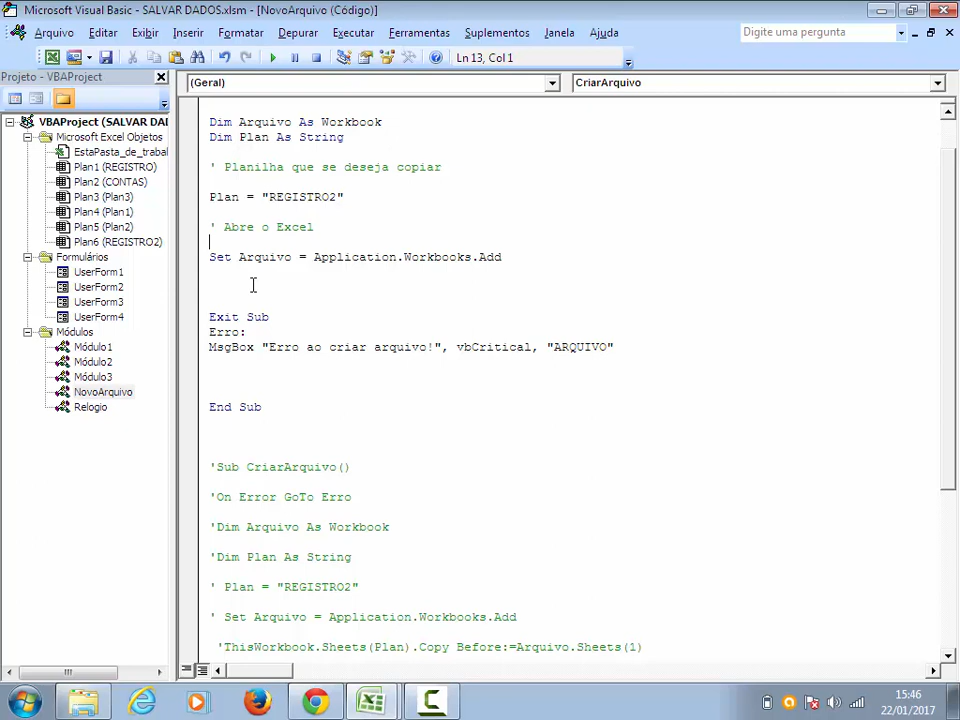 Microsoft Visual Basic - SALVAR DADOS.xlsm - [NovoArquivo (Código)]
Arquivo Editar Exibir Inserir Formatar Depurar Executar Ferramentas Suplementos Janela Ajuda Digite uma pergunta
Ln 13, Col 1
Projeto - VBAProject
(Geral) CriarArquivo
VBAProject (SALVAR DAI
Microsoft Excel Objetos
EstaPasta_de_trabal
Plan1 (REGISTRO)
Plan2 (CONTAS)
Plan3 (Plan3)
Plan4 (Plan1)
Plan5 (Plan2)
Plan6 (REGISTRO2)
Formulários
UserForm1
UserForm2
UserForm3
UserForm4
Módulos
Módulo1
Módulo2
Módulo3
NovoArquivo
Relogio
Dim Arquivo As Workbook
Dim Plan As String
' Planilha que se deseja copiar
Plan = "REGISTRO2"
' Abre o Excel
Set Arquivo = Application.Workbooks.Add
Exit Sub
Erro:
MsgBox "Erro ao criar arquivo!", vbCritical, "ARQUIVO"
End Sub
'Sub CriarArquivo()
'On Error GoTo Erro
'Dim Arquivo As Workbook
'Dim Plan As String
' Plan = "REGISTRO2"
' Set Arquivo = Application.Workbooks.Add
'ThisWorkbook.Sheets(Plan).Copy Before:=Arquivo.Sheets(1)
15:46
22/01/2017